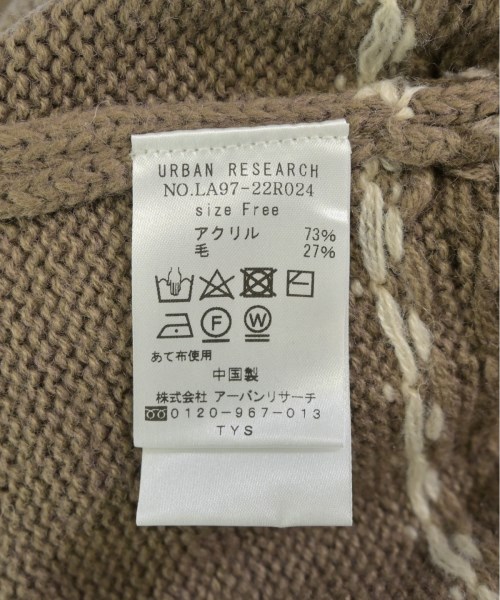 URBAN RESEARCH
NO.LA97-22R024
size Free
アクリル 73%
毛 27%
F W
あて布使用
中国製
株式会社 アーバンリサーチ
0120-967-013
TYS